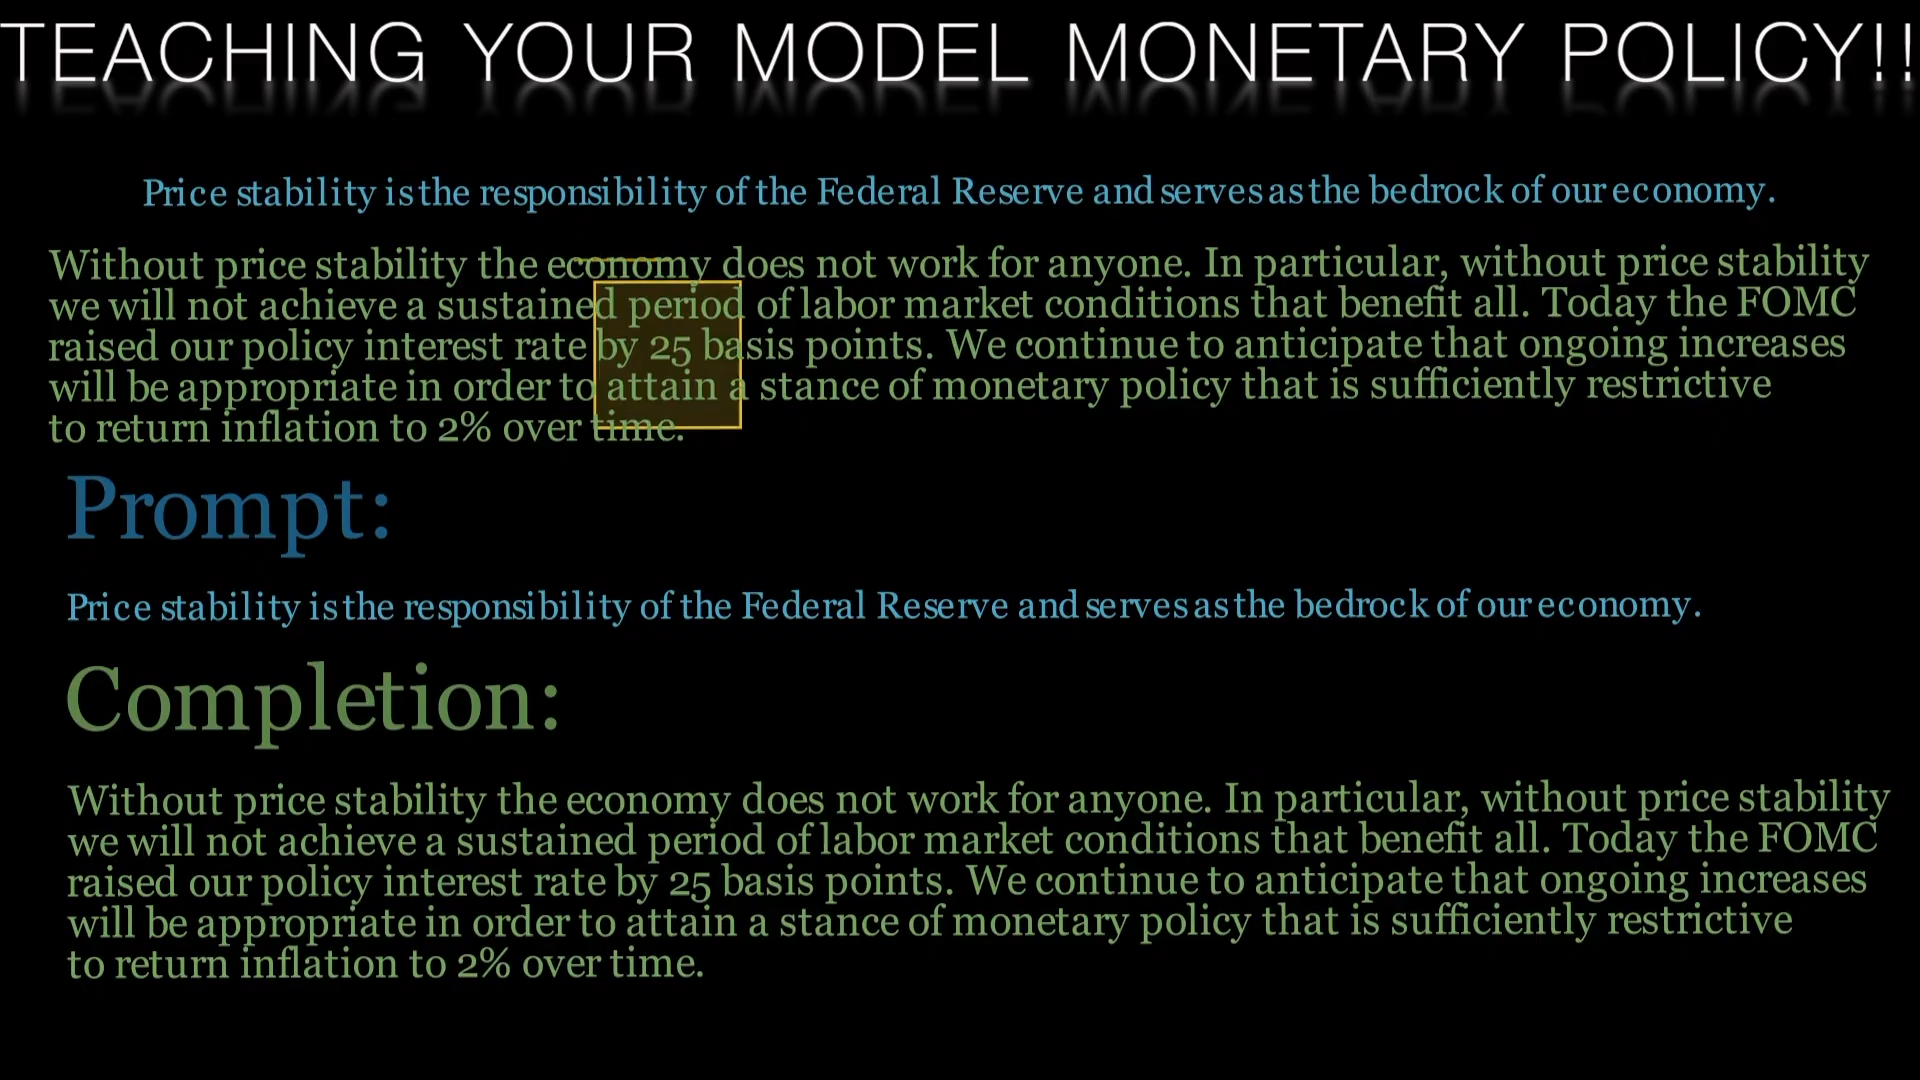 TEACHING YOUR MODEL MONETARY POLICY!!
Price stability is the responsibility of the Federal Reserve and serves as the bedrock of our economy.
Without price stability the economy does not work for anyone. In particular, without price stability
we will not achieve a sustained period of labor market conditions that benefit all. Today the FOMC
raised our policy interest rate by 25 basis points. We continue to anticipate that ongoing increases
will be appropriate in order to attain a stance of monetary policy that is sufficiently restrictive
to return inflation to 2% over time.
Prompt:
Price stability is the responsibility of the Federal Reserve and serves as the bedrock of our economy.
Completion:
Without price stability the economy does not work for anyone. In particular, without price stability
we will not achieve a sustained period of labor market conditions that benefit all. Today the FOMC
raised our policy interest rate by 25 basis points. We continue to anticipate that ongoing increases
will be appropriate in order to attain a stance of monetary policy that is sufficiently restrictive
to return inflation to 2% over time.